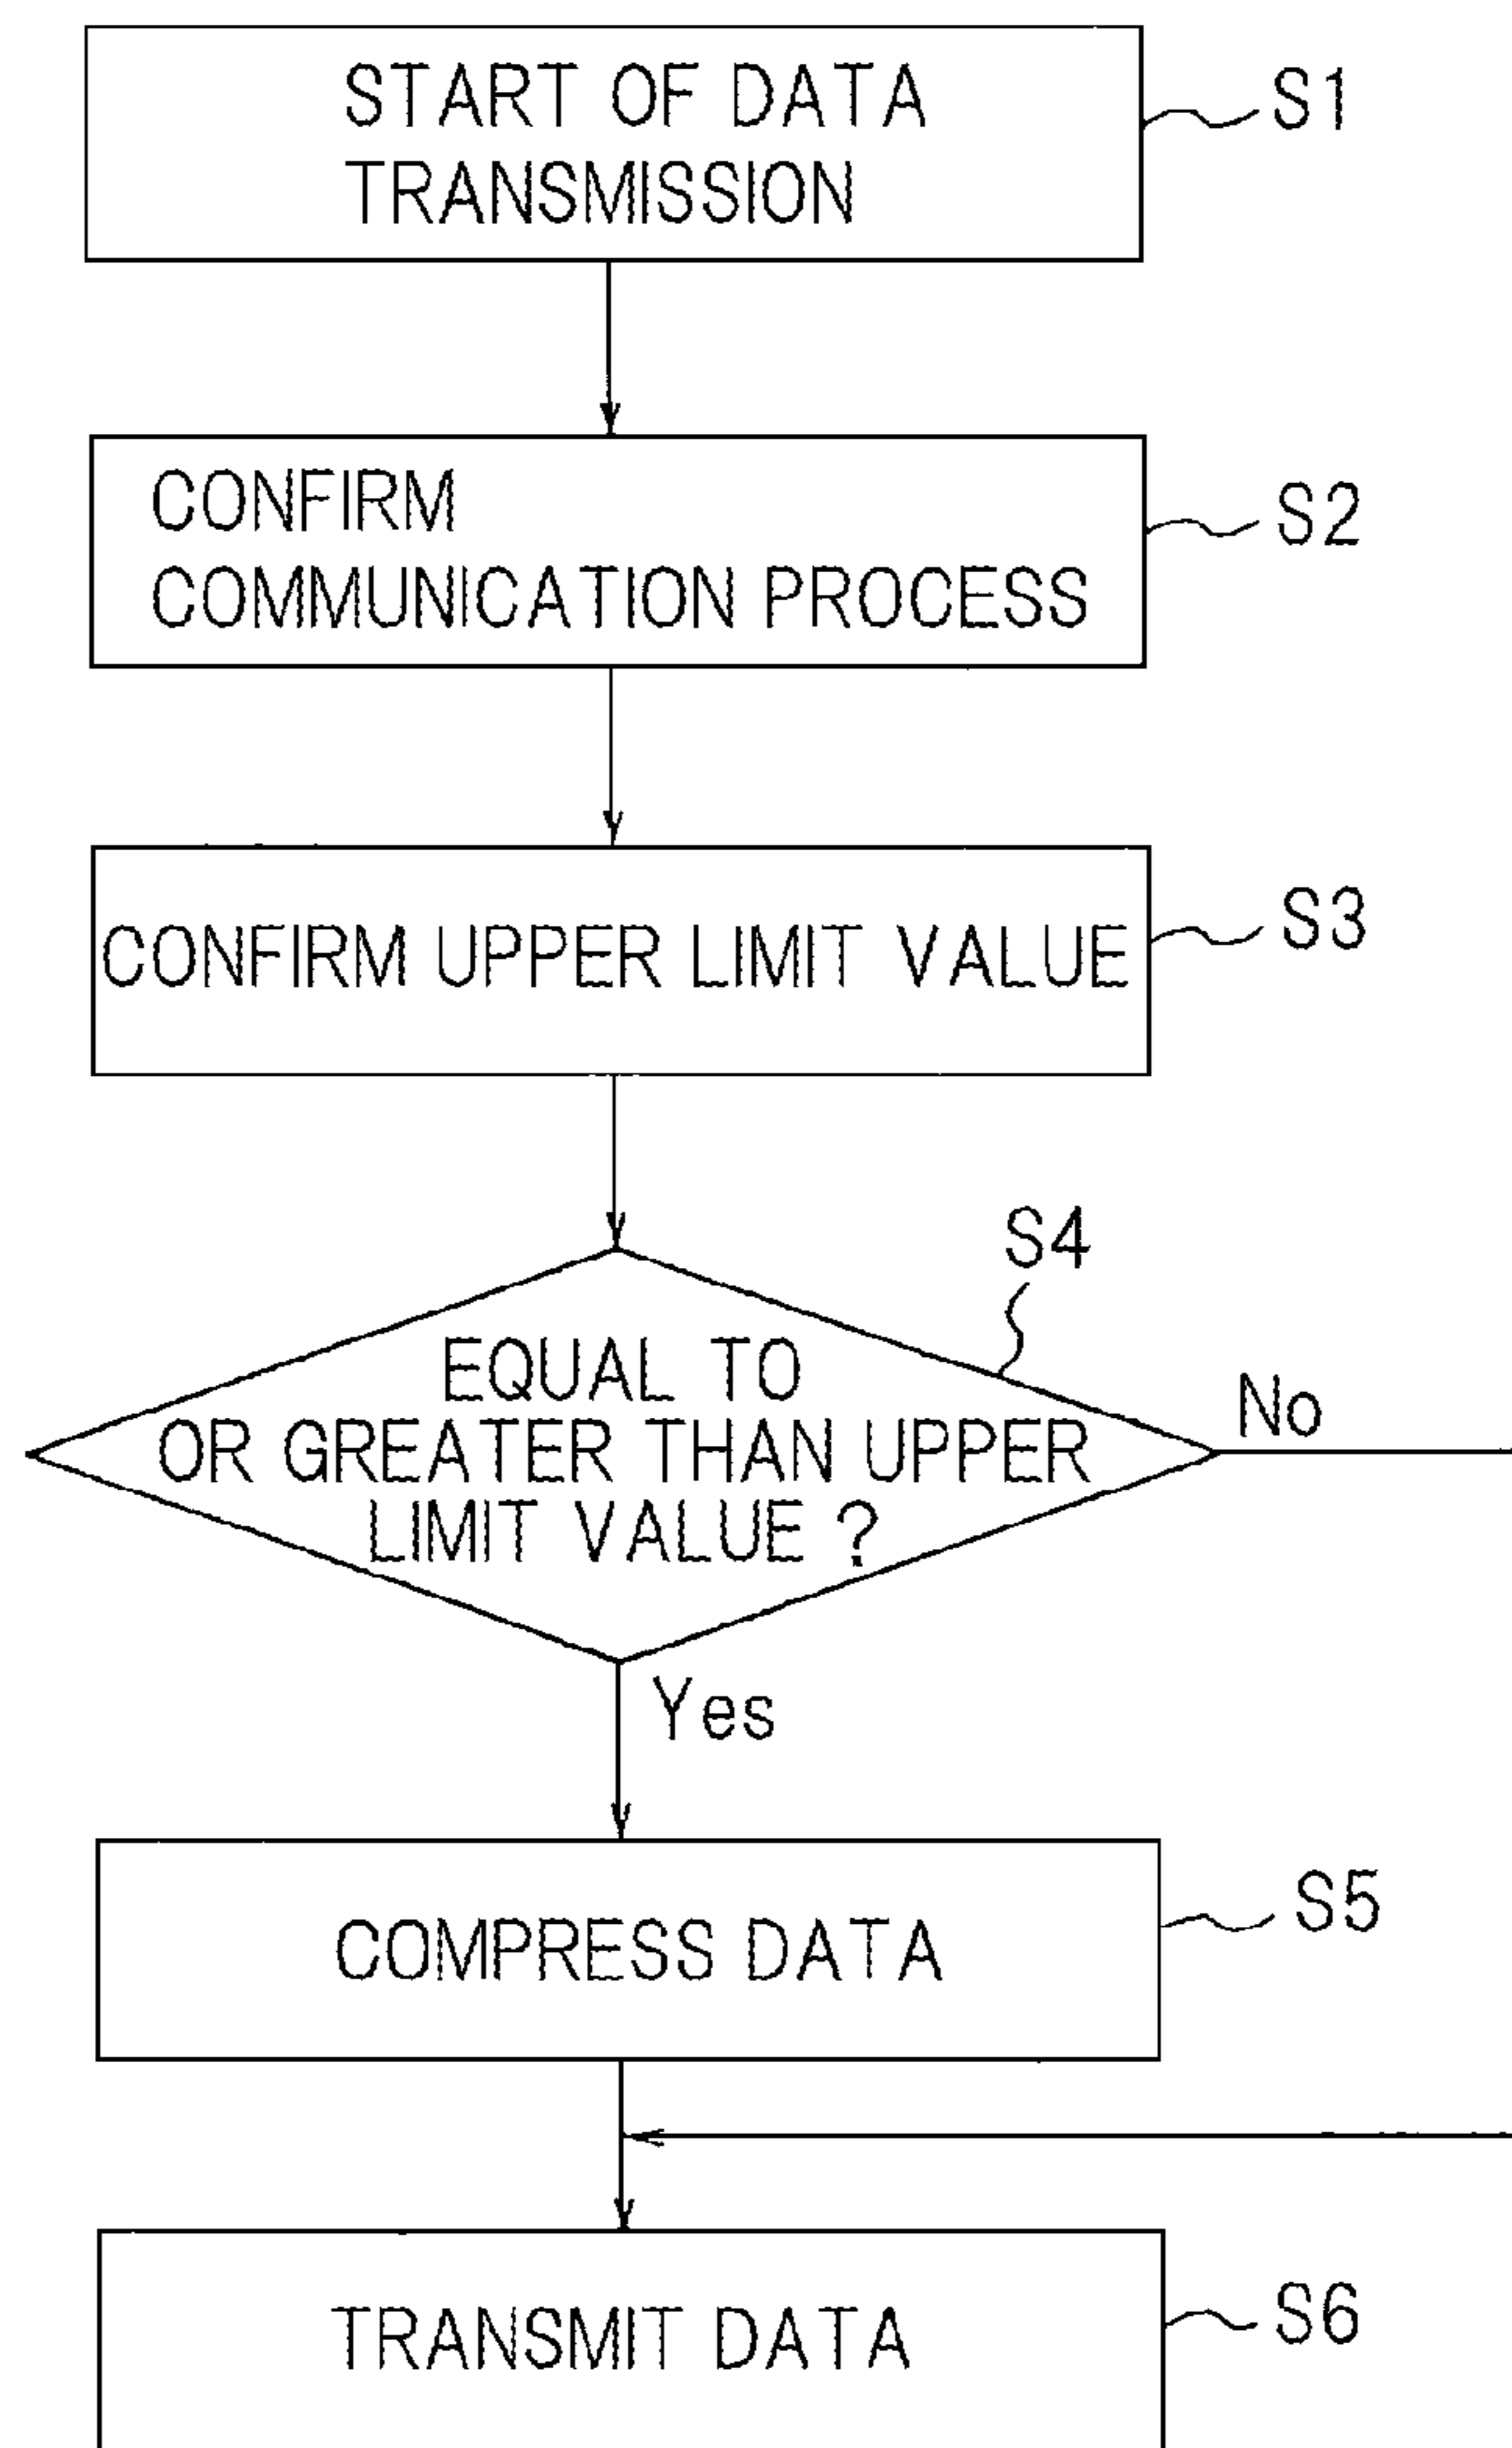 START OF DATA
TRANSMISSION
S1
CONFIRM
COMMUNICATION PROCESS
S2
CONFIRM UPPER LIMIT VALUE
S3
S4
EQUAL TO
OR GREATER THAN UPPER
LIMIT VALUE ?
No
Yes
COMPRESS DATA
S5
TRANSMIT DATA
S6